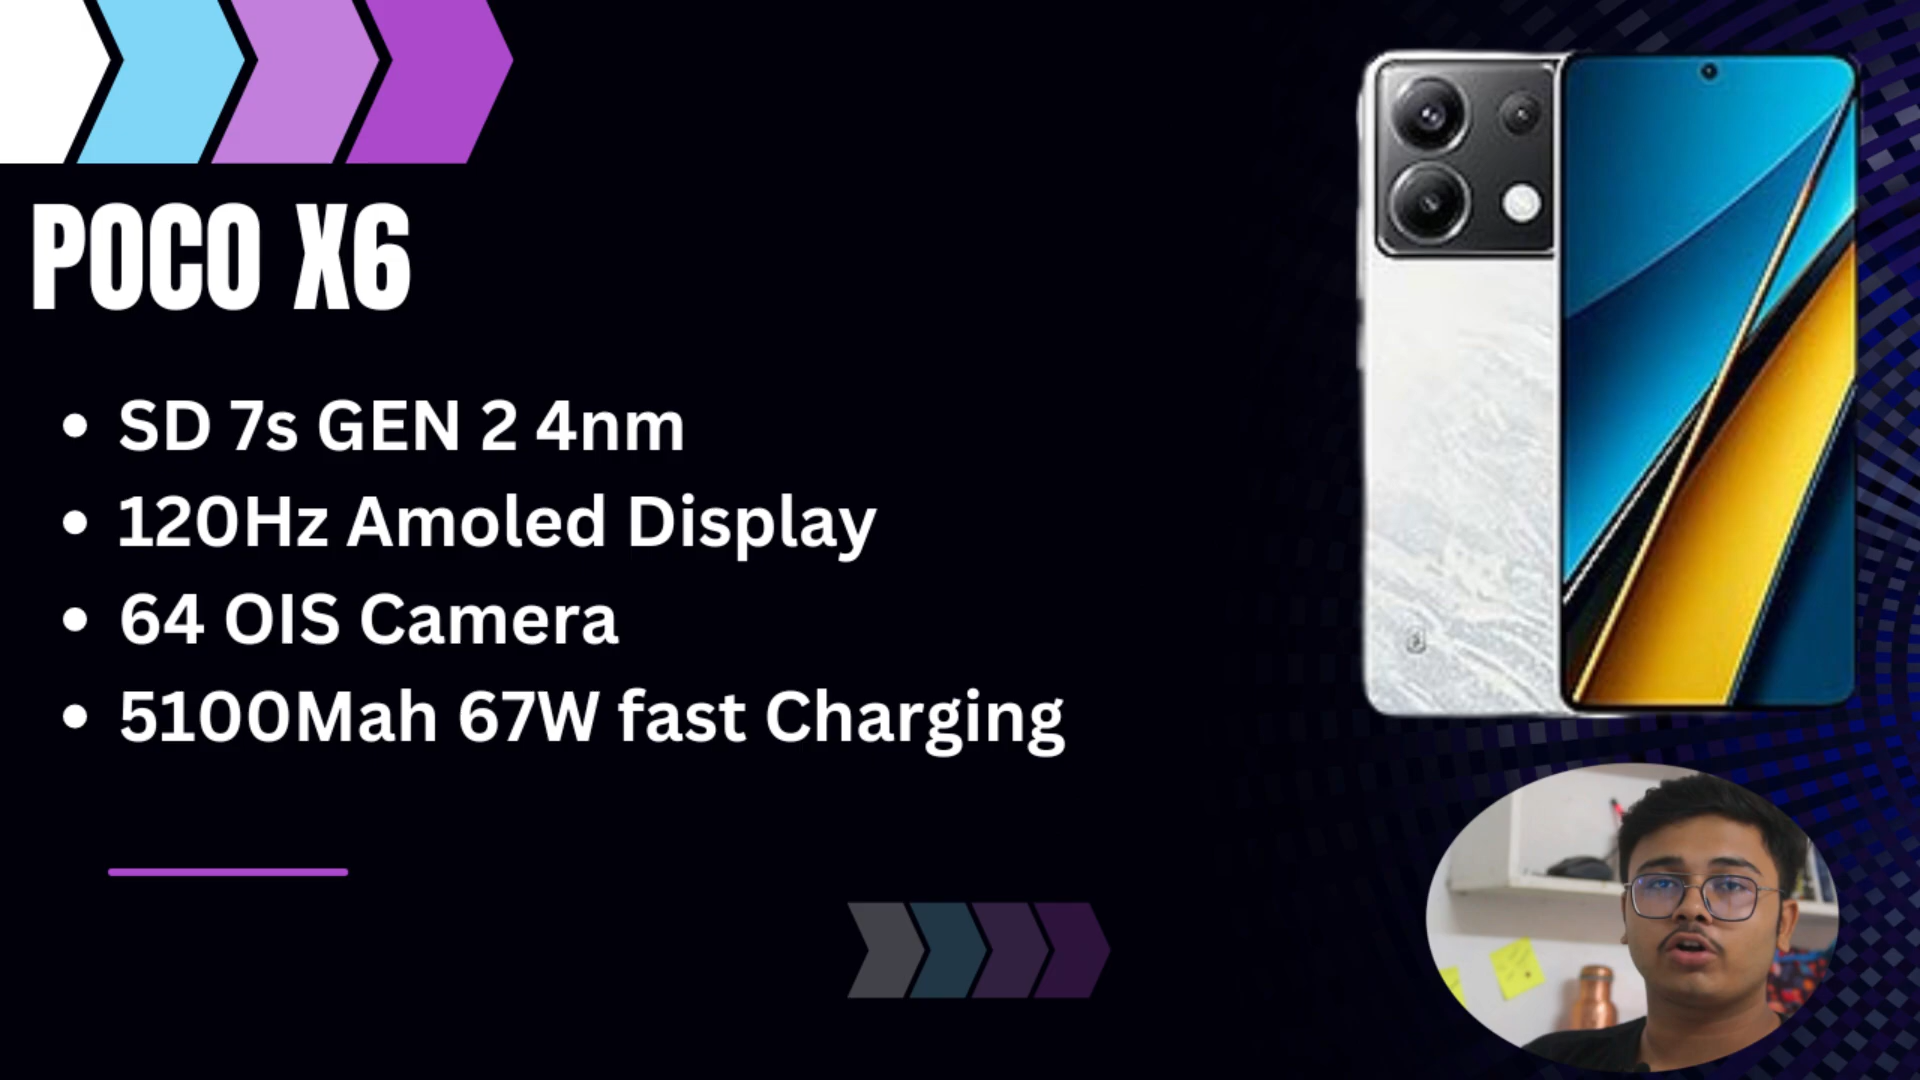 POCO X6
SD 7s GEN 2 4nm
120Hz Amoled Display
64 OIS Camera
5100Mah 67W fast Charging